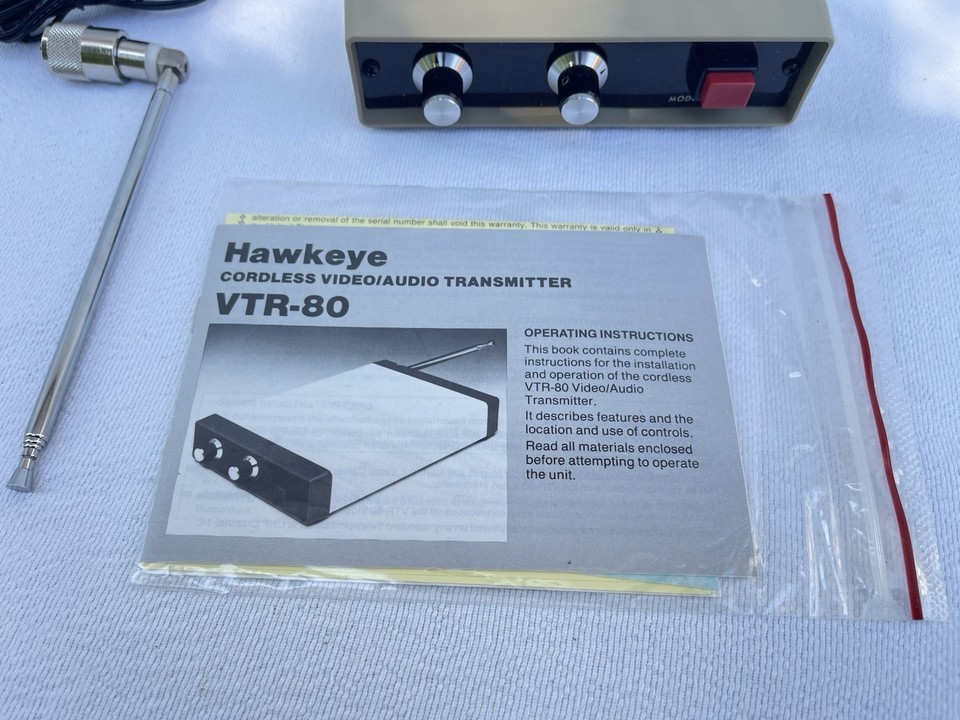 MOD
alteration or removal of the serial number shall void this warranty. This warranty is valid only in
Hawkeye
CORDLESS VIDEO/AUDIO TRANSMITTER
VTR-80
OPERATING INSTRUCTIONS
This book contains complete
instructions for the installation
and operation of the cordless
VTR-80 Video/Audio
Transmitter.
It describes features and the
location and use of controls.
Read all materials enclosed
before attempting to operate
the unit.